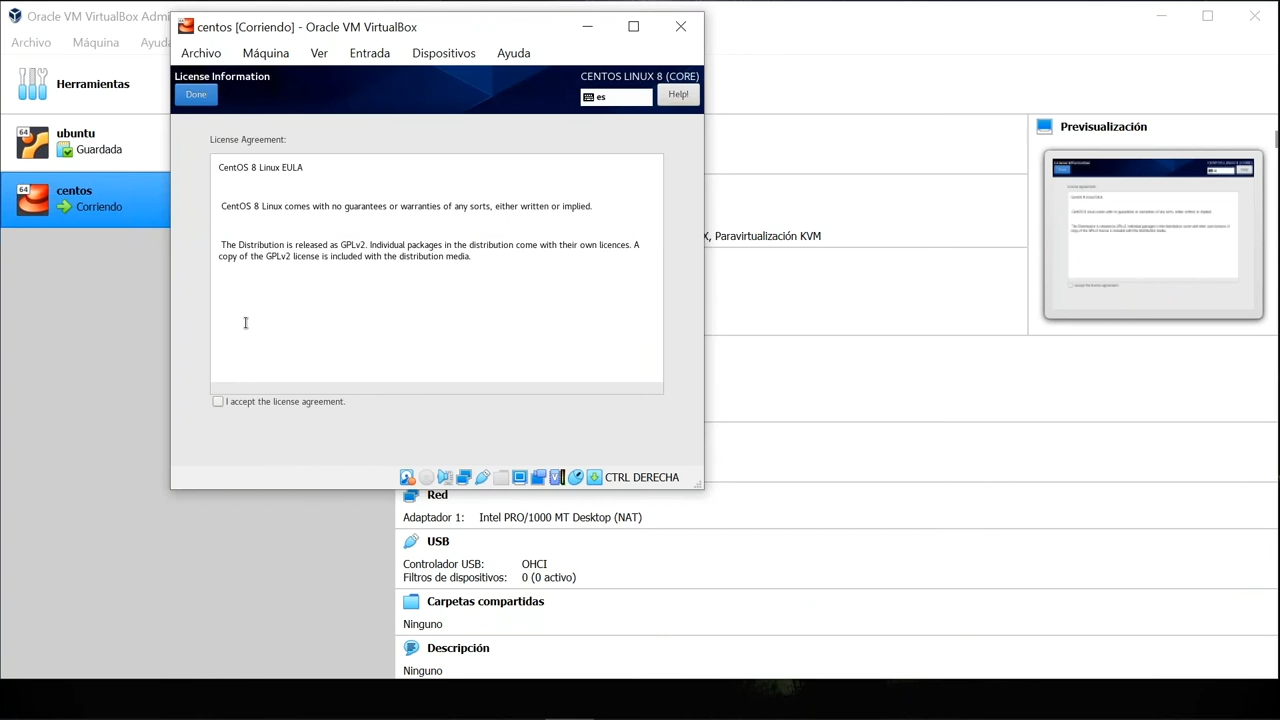 Oracle VM VirtualBox Admi
Archivo Máquina Ayuda
Herramientas
64
ubuntu
Guardada
64
centos
Corriendo
centos [Corriendo] - Oracle VM VirtualBox
Archivo Máquina Ver Entrada Dispositivos Ayuda
License Information
CENTOS LINUX 8 (CORE)
Done
es
Help!
License Agreement:
CentOS 8 Linux EULA
CentOS 8 Linux comes with no guarantees or warranties of any sorts, either written or implied.
The Distribution is released as GPLv2. Individual packages in the distribution come with their own licences. A
copy of the GPLv2 license is included with the distribution media.
I accept the license agreement.
CTRL DERECHA
X, Paravirtualización KVM
Previsualización
License Information
Red
Adaptador 1: Intel PRO/1000 MT Desktop (NAT)
USB
Controlador USB: OHCI
Filtros de dispositivos: 0 (0 activo)
Carpetas compartidas
Ninguno
Descripción
Ninguno